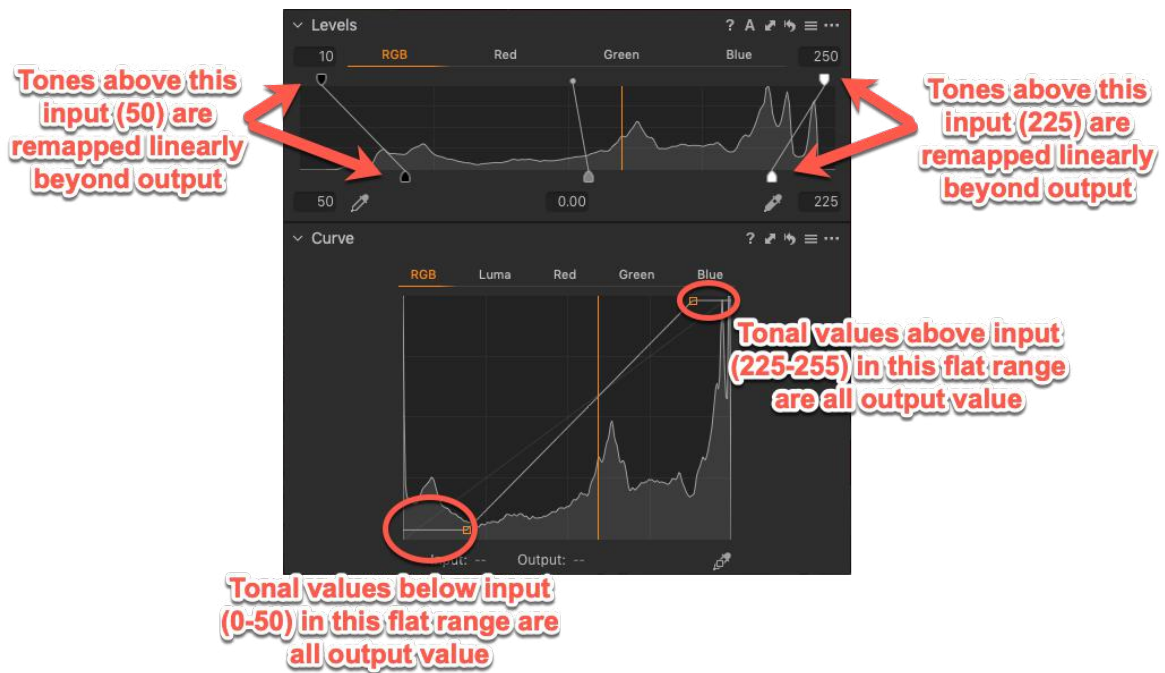 Levels
? A
10 RGB Red Green Blue 250
Tones above this
input (50) are
remapped linearly
beyond output
Tones above this
input (225) are
remapped linearly
beyond output
50 0.00 225
Curve
?
RGB Luma Red Green Blue
Tonal values above input
(225-255) in this flat range
are all output value
Input: -- Output: --
Tonal values below input
(0-50) in this flat range are
all output value